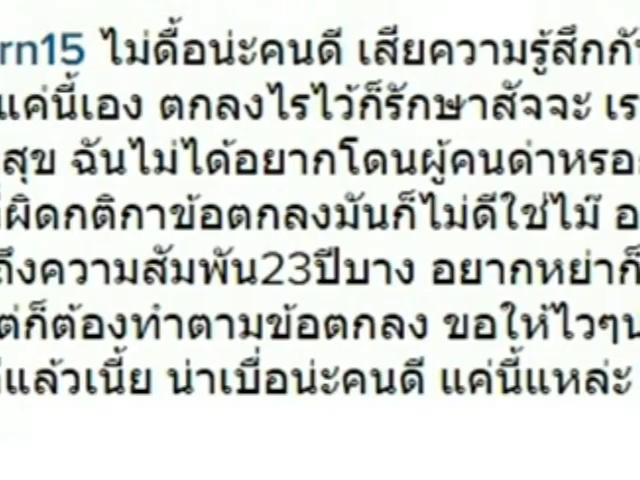 rn15 ไม่ดื้อน่ะคนดี เสียความรู้สึกกั
แค่นี้เอง ตกลงไรไว้ก็รักษาสัจจะ เร
สุข ฉันไม่ได้อยากโดนผู้คนด่าหรอ
ผิดกติกาข้อตกลงมันก็ไม่ดีใช่ไม๊ อ
ถึงความสัมพัน23ปีบาง อยากหย่าก็
ต่ก็ต้องทำตามข้อตกลง ขอให้ไวๆน
แล้วเนี้ย น่าเบื่อน่ะคนดี แค่นี้แหล่ะ